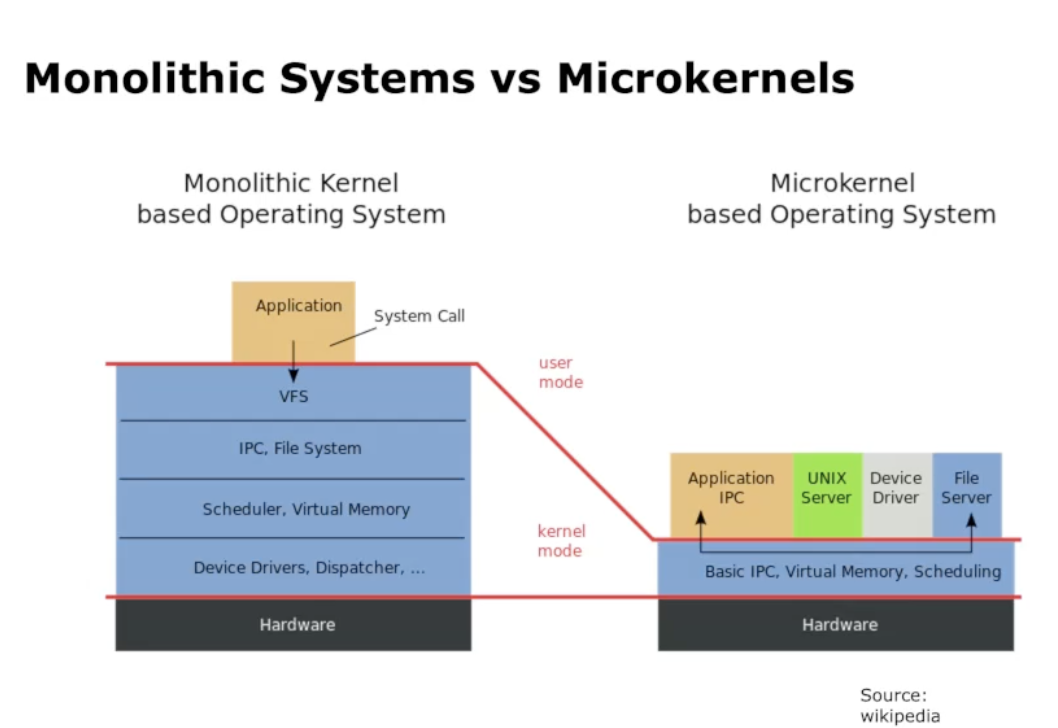 Monolithic Systems vs Microkernels
Monolithic Kernel
based Operating System
Microkernel
based Operating System
Application
System Call
VFS
IPC, File System
Scheduler, Virtual Memory
Device Drivers, Dispatcher, ...
Hardware
user
mode
kernel
mode
Application
IPC
UNIX
Server
Device
Driver
File
Server
Basic IPC, Virtual Memory, Scheduling
Hardware
Source:
wikipedia